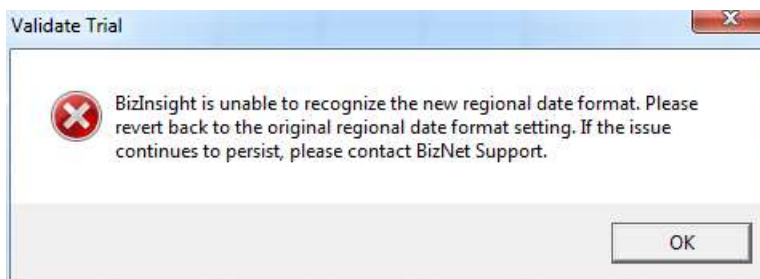 Validate Trial
BizInsight is unable to recognize the new regional date format. Please
revert back to the original regional date format setting. If the issue
continues to persist, please contact BizNet Support.
OK